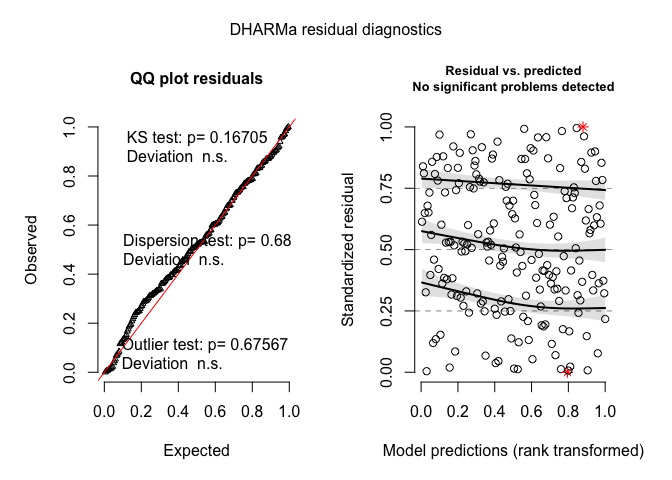 DHARMa residual diagnostics
QQ plot residuals
KS test: p= 0.16705
Deviation n.s.
Dispersion test: p= 0.68
Deviation n.s.
Outlier test: p= 0.67567
Deviation n.s.
Observed
0.0
0.2
0.4
0.6
0.8
1.0
0.0
0.2
0.4
0.6
0.8
1.0
Expected
Residual vs. predicted
No significant problems detected
Standardized residual
0.00
0.25
0.50
0.75
1.00
0.0
0.2
0.4
0.6
0.8
1.0
Model predictions (rank transformed)